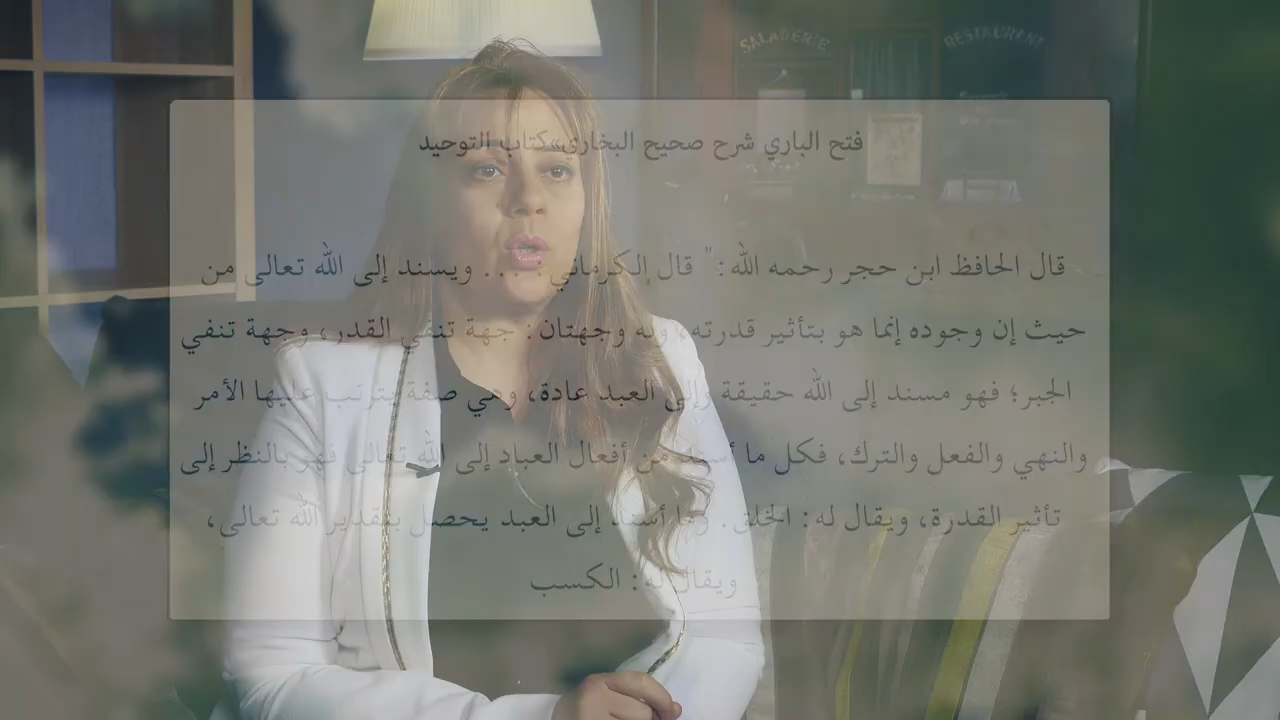 SALADERIE
RESTAURANT
فتح الباري شرح صحيح البخاري»كتاب التوحيد
قال الحافظ ابن حجر رحمه الله: " قال الكرماني: . . . ويسند إلى الله تعالى من
حيث إن وجوده إنما هو بتأثير قدرته، وله وجهتان: جهة تنفي القدر، وجهة تنفي
الجبر؛ فهو مسند إلى الله حقيقة وإلى العبد عادة، وهي صفة يترتب عليها الأمر
والنهي والفعل والترك، فكل ما أسند من أفعال العباد إلى الله تعالى فهو بالنظر إلى
تأثير القدرة، ويقال له: الخلق. وما أسند إلى العبد يحصل بتقدير الله تعالى،
ويقال له: الكسب